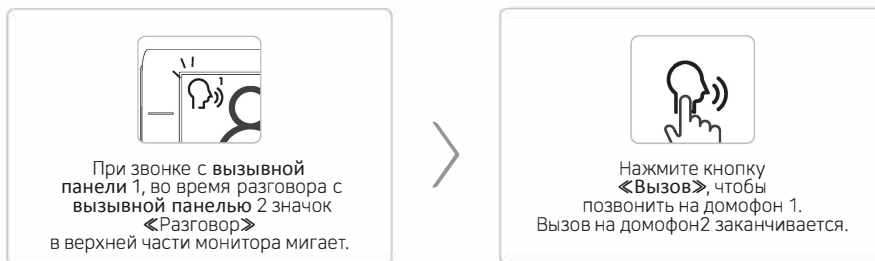 1
При звонке с вызывной
панели 1, во время разговора с
вызывной панелью 2 значок
≪Разговор≫
в верхней части монитора мигает.
Нажмите кнопку
≪Вызов≫, чтобы
позвонить на домофон 1.
Вызов на домофон2 заканчивается.